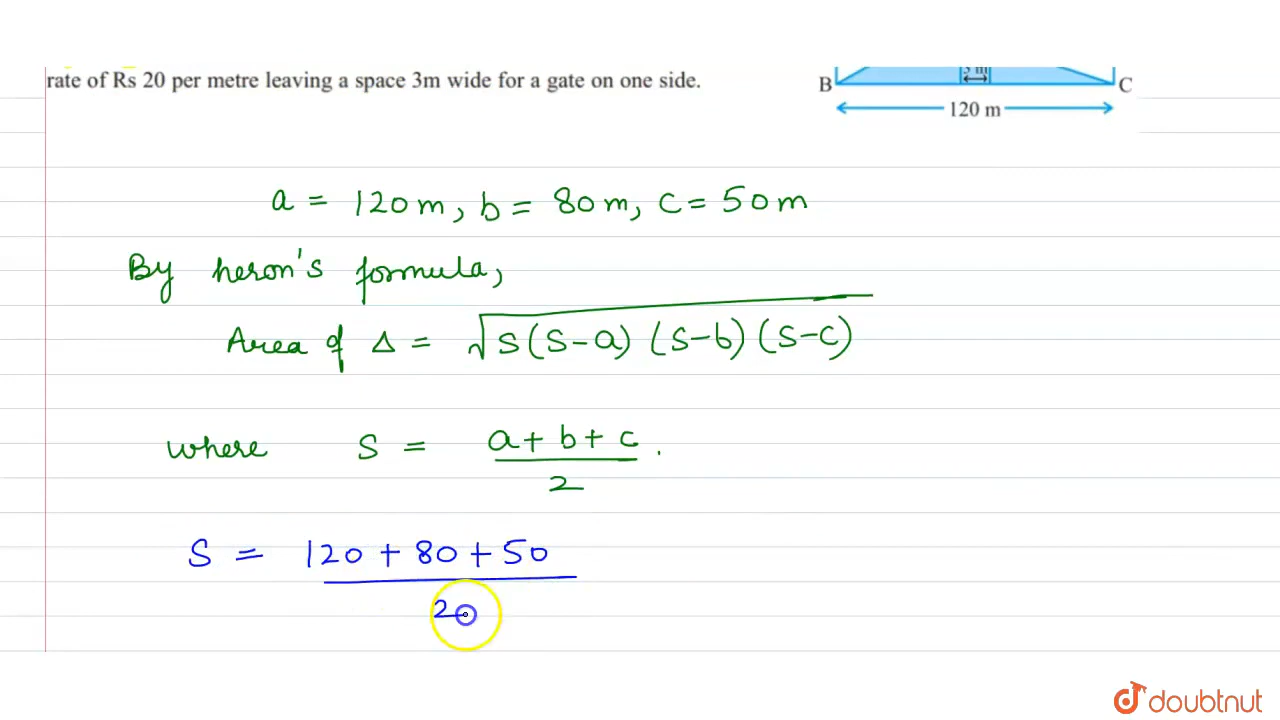 rate of Rs 20 per metre leaving a space 3m wide for a gate on one side.
3 m
B C
120 m
a = 120 m, b = 80 m, c = 50 m
By heron's formula,
Area of Δ = √S(S-a) (S-b) (S-c)
where S = a + b + c .
2
S = 120 + 80 + 50
2
doubtnut